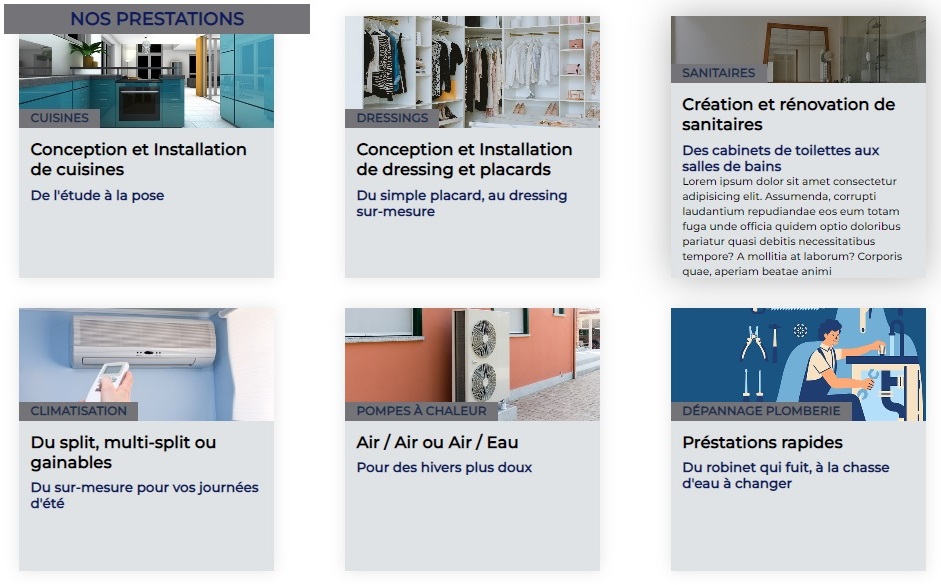 NOS PRESTATIONS
CUISINES
Conception et Installation
de cuisines
De l'étude à la pose
DRESSINGS
Conception et Installation
de dressing et placards
Du simple placard, au dressing
sur-mesure
SANITAIRES
Création et rénovation de
sanitaires
Des cabinets de toilettes aux
salles de bains
Lorem ipsum dolor sit amet consectetur
adipisicing elit. Assumenda, corrupti
laudantium repudiandae eos eum totam
fuga unde officia quidem optio doloribus
pariatur quasi debitis necessitatibus
tempore? A mollitia at laborum? Corporis
quae, aperiam beatae animi
CLIMATISATION
Du split, multi-split ou
gainables
Du sur-mesure pour vos journées
d'été
POMPES À CHALEUR
Air / Air ou Air / Eau
Pour des hivers plus doux
DÉPANNAGE PLOMBERIE
Préstations rapides
Du robinet qui fuit, à la chasse
d'eau à changer